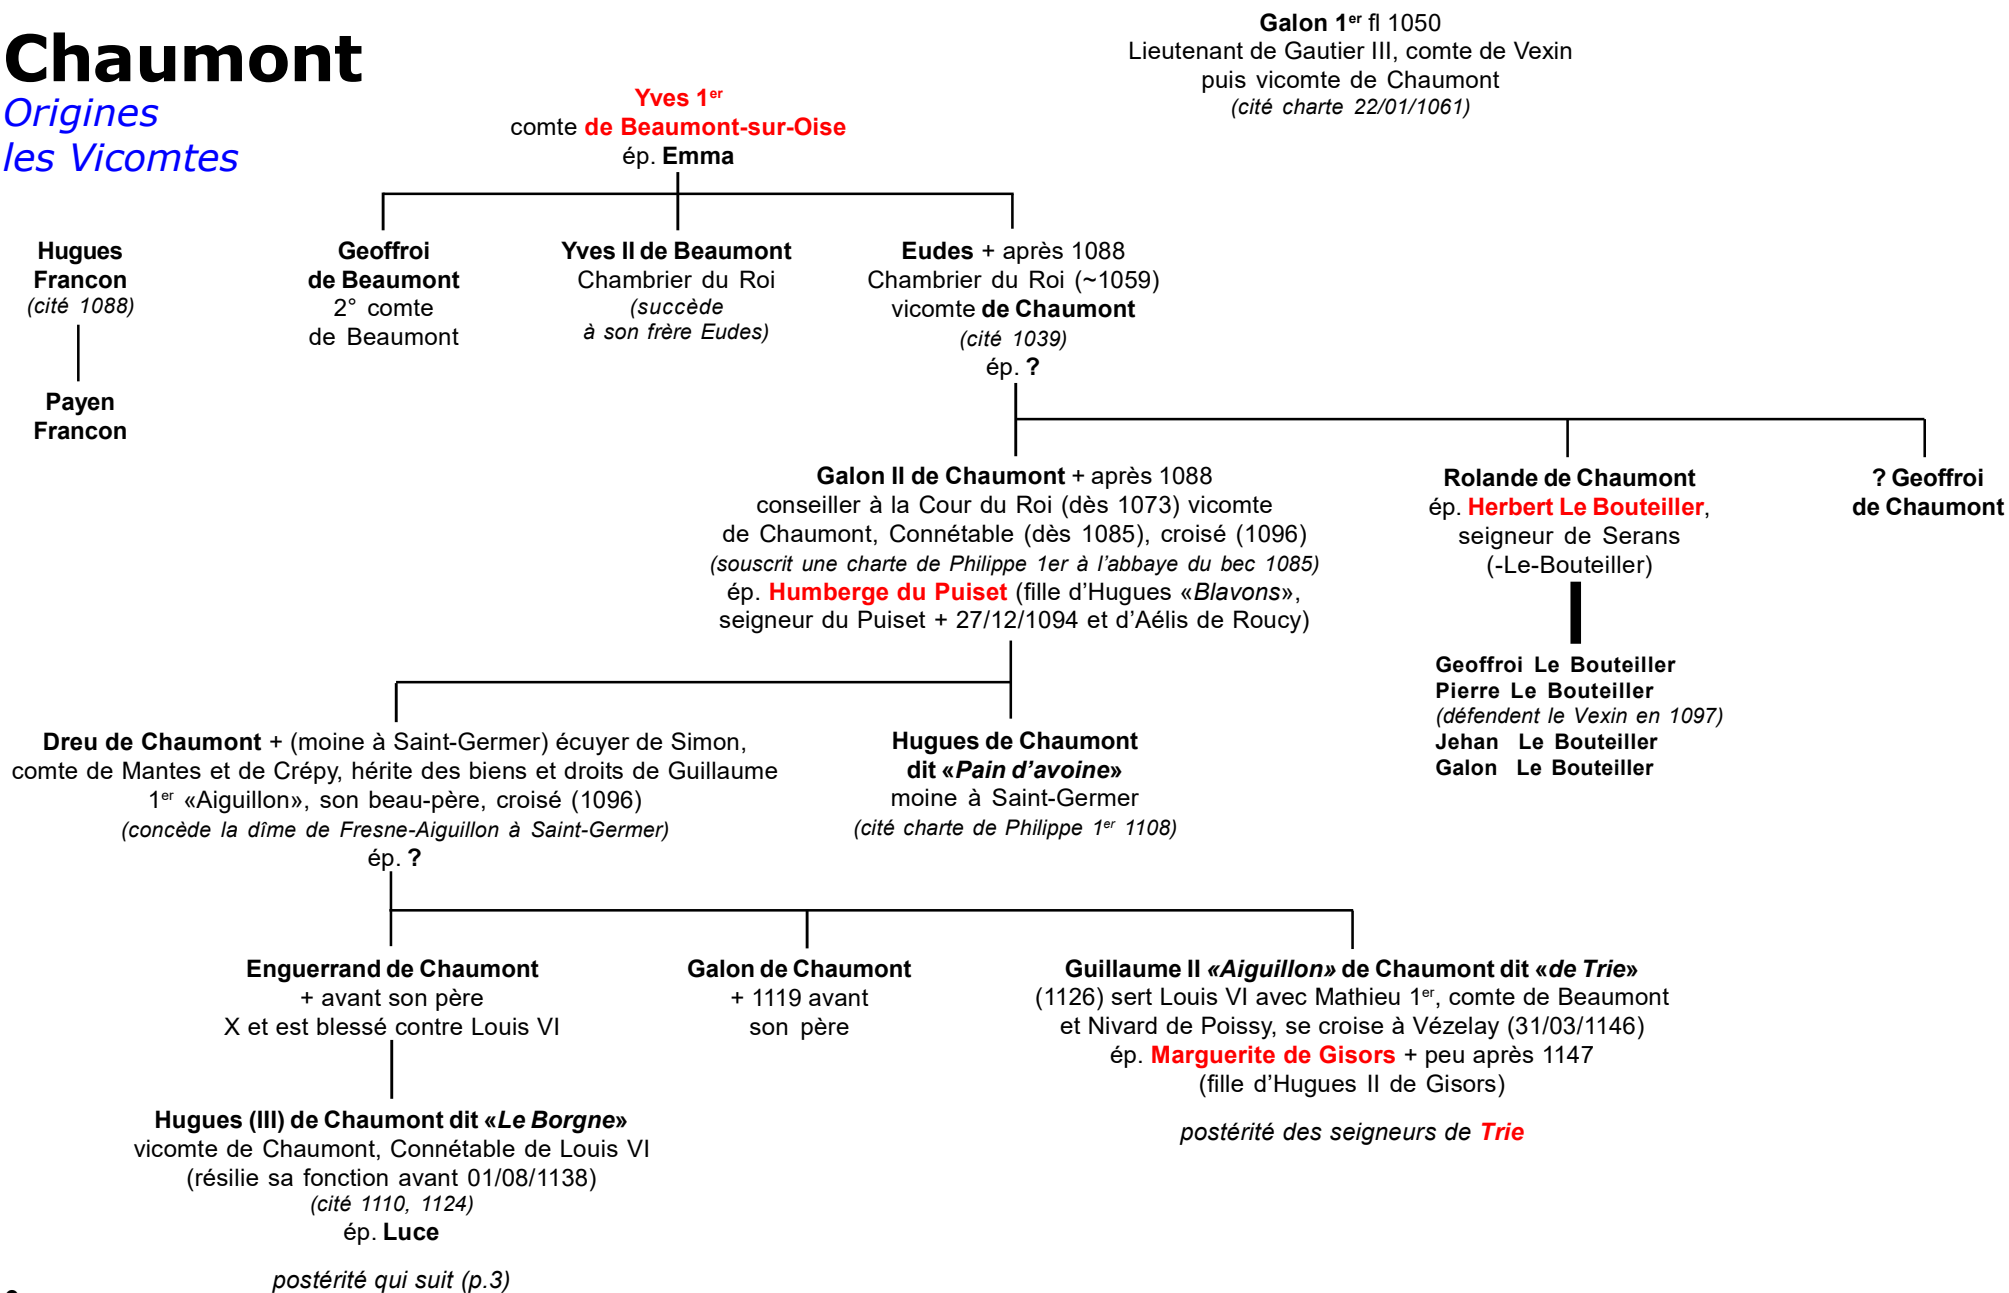 Chaumont
Origines
les Vicomtes
Galon 1er fl 1050
Lieutenant de Gautier III, comte de Vexin
puis vicomte de Chaumont
(cité charte 22/01/1061)
Yves 1er
comte de Beaumont-sur-Oise
ép. Emma
Hugues
Francon
(cité 1088)
Payen
Francon
Geoffroi
de Beaumont
2° comte
de Beaumont
Yves II de Beaumont
Chambrier du Roi
(succède
à son frère Eudes)
Eudes + après 1088
Chambrier du Roi (~1059)
vicomte de Chaumont
(cité 1039)
ép. ?
Galon II de Chaumont + après 1088
conseiller à la Cour du Roi (dès 1073) vicomte
de Chaumont, Connétable (dès 1085), croisé (1096)
(souscrit une charte de Philippe 1er à l’abbaye du bec 1085)
ép. Humberge du Puiset (fille d’Hugues «Blavons»,
seigneur du Puiset + 27/12/1094 et d’Aélis de Roucy)
Rolande de Chaumont
ép. Herbert Le Bouteiller,
seigneur de Serans
(-Le-Bouteiller)
? Geoffroi
de Chaumont
Geoffroi Le Bouteiller
Pierre Le Bouteiller
(défendent le Vexin en 1097)
Jehan Le Bouteiller
Galon Le Bouteiller
Dreu de Chaumont + (moine à Saint-Germer) écuyer de Simon,
comte de Mantes et de Crépy, hérite des biens et droits de Guillaume
1er «Aiguillon», son beau-père, croisé (1096)
(concède la dîme de Fresne-Aiguillon à Saint-Germer)
ép. ?
Hugues de Chaumont
dit «Pain d’avoine»
moine à Saint-Germer
(cité charte de Philippe 1er 1108)
Enguerrand de Chaumont
+ avant son père
X et est blessé contre Louis VI
Galon de Chaumont
+ 1119 avant
son père
Guillaume II «Aiguillon» de Chaumont dit «de Trie»
(1126) sert Louis VI avec Mathieu 1er, comte de Beaumont
et Nivard de Poissy, se croise à Vézelay (31/03/1146)
ép. Marguerite de Gisors + peu après 1147
(fille d’Hugues II de Gisors)
postérité des seigneurs de Trie
Hugues (III) de Chaumont dit «Le Borgne»
vicomte de Chaumont, Connétable de Louis VI
(résilie sa fonction avant 01/08/1138)
(cité 1110, 1124)
ép. Luce
postérité qui suit (p.3)